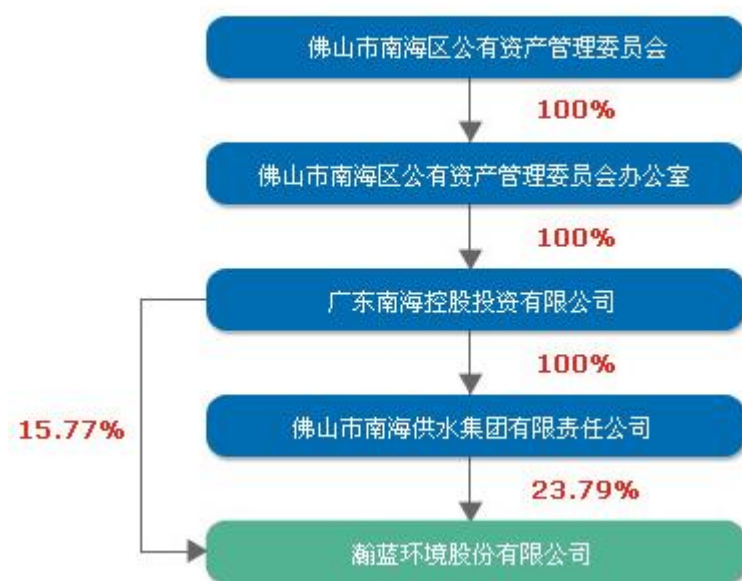 佛山市南海区公有资产管理委员会
100%
佛山市南海区公有资产管理委员会办公室
100%
广东南海控股投资有限公司
100%
15.77%
佛山市南海供水集团有限责任公司
23.79%
瀚蓝环境股份有限公司